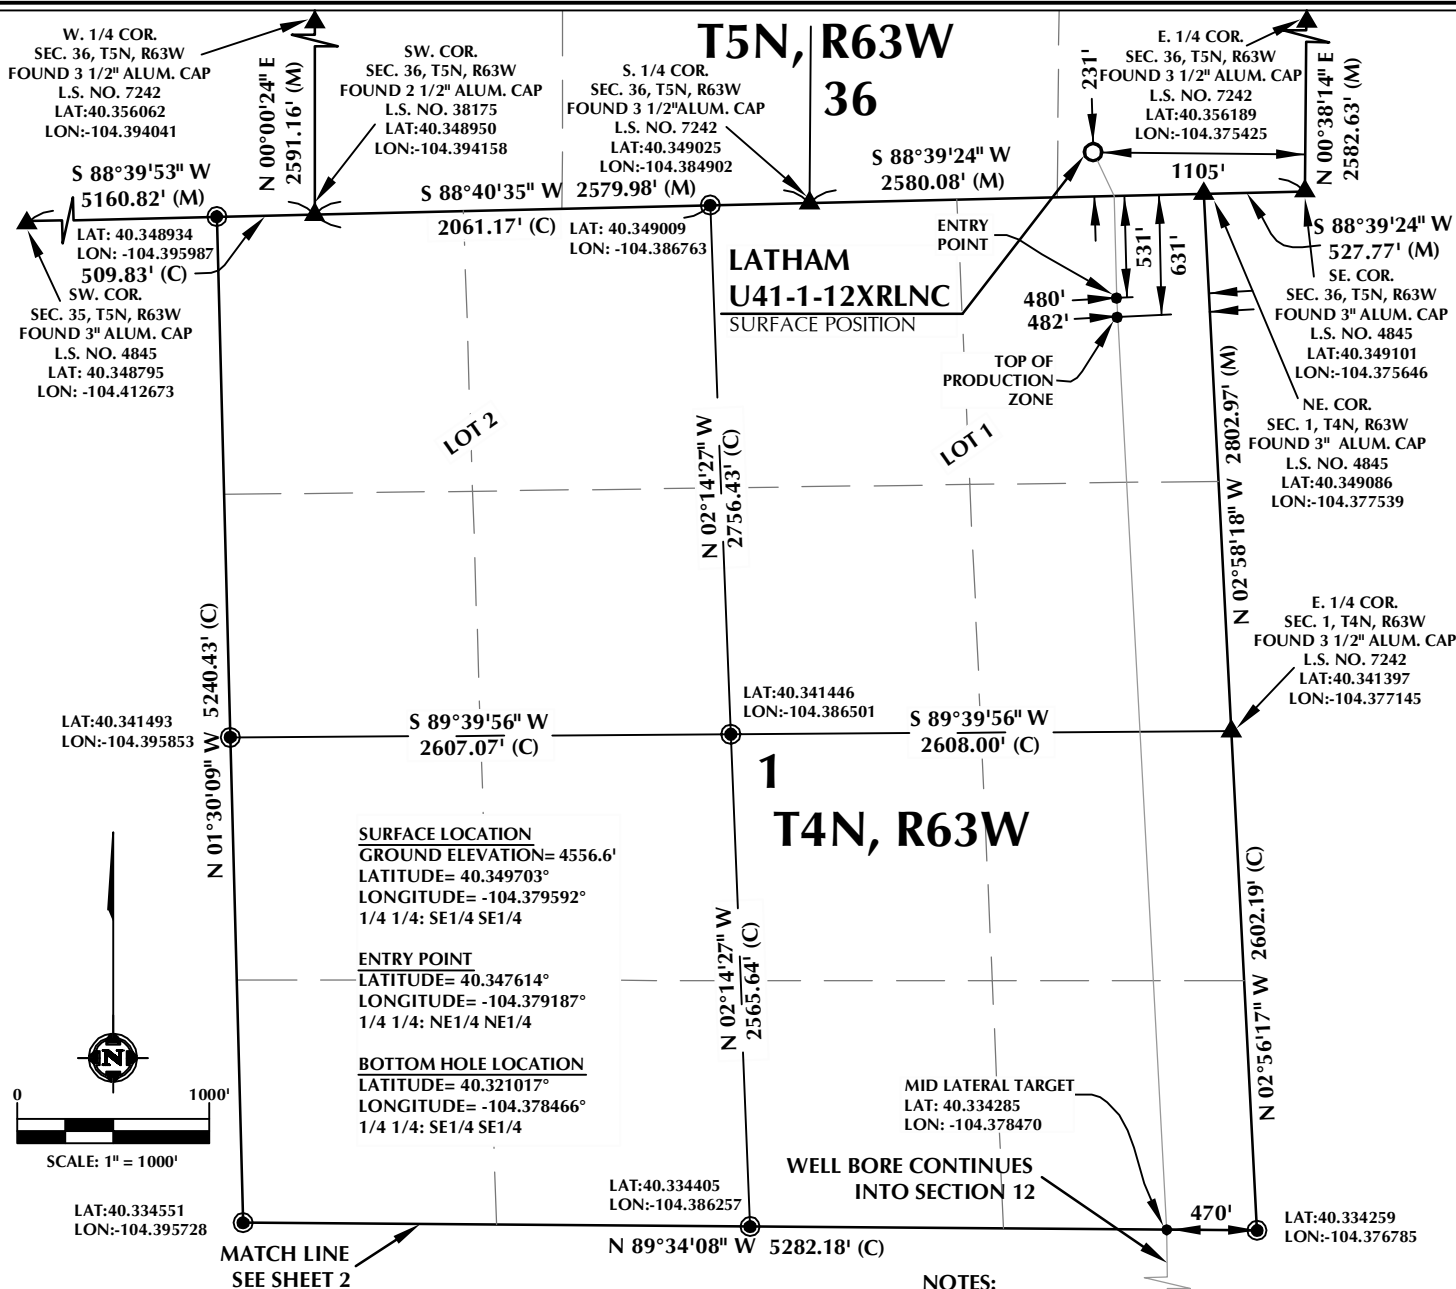 W. 1/4 COR.
SEC. 36, T5N, R63W
FOUND 3 1/2" ALUM. CAP
L.S. NO. 7242
LAT:40.356062
LON:-104.394041
N 00°00'24" E
2591.16' (M)
SW. COR.
SEC. 36, T5N, R63W
FOUND 2 1/2" ALUM. CAP
L.S. NO. 38175
LAT:40.348950
LON:-104.394158
S. 1/4 COR.
SEC. 36, T5N, R63W
FOUND 3 1/2"ALUM. CAP
L.S. NO. 7242
LAT:40.349025
LON:-104.384902
T5N, R63W
36
231'
E. 1/4 COR.
SEC. 36, T5N, R63W
FOUND 3 1/2" ALUM. CAP
L.S. NO. 7242
LAT:40.356189
LON:-104.375425
N 00°38'14" E
2582.63' (M)
S 88°39'53" W
5160.82' (M)
S 88°40'35" W
2061.17' (C)
2579.98' (M)
S 88°39'24" W
2580.08' (M)
1105'
S 88°39'24" W
527.77' (M)
LAT: 40.348934
LON: -104.395987
509.83' (C)
LAT: 40.349009
LON: -104.386763
SW. COR.
SEC. 35, T5N, R63W
FOUND 3" ALUM. CAP
L.S. NO. 4845
LAT: 40.348795
LON: -104.412673
LATHAM
U41-1-12XRLNC
SURFACE POSITION
ENTRY
POINT
531'
631'
480'
482'
TOP OF
PRODUCTION
ZONE
SE. COR.
SEC. 36, T5N, R63W
FOUND 3" ALUM. CAP
L.S. NO. 4845
LAT:40.349101
LON:-104.375646
NE. COR.
SEC. 1, T4N, R63W
FOUND 3" ALUM. CAP
L.S. NO. 4845
LAT:40.349086
LON:-104.377539
LOT 2
LOT 1
N 02°14'27" W
2756.43' (C)
N 02°58'18" W 2802.97' (M)
E. 1/4 COR.
SEC. 1, T4N, R63W
FOUND 3 1/2" ALUM. CAP
L.S. NO. 7242
LAT:40.341397
LON:-104.377145
N 01°30'09" W 5240.43' (C)
LAT:40.341493
LON:-104.395853
S 89°39'56" W
2607.07' (C)
LAT:40.341446
LON:-104.386501
S 89°39'56" W
2608.00' (C)
1
T4N, R63W
SURFACE LOCATION
GROUND ELEVATION= 4556.6'
LATITUDE= 40.349703°
LONGITUDE= -104.379592°
1/4 1/4: SE1/4 SE1/4
ENTRY POINT
LATITUDE= 40.347614°
LONGITUDE= -104.379187°
1/4 1/4: NE1/4 NE1/4
BOTTOM HOLE LOCATION
LATITUDE= 40.321017°
LONGITUDE= -104.378466°
1/4 1/4: SE1/4 SE1/4
N 02°14'27" W
2565.64' (C)
N 02°56'17" W 2602.19' (C)
N
0 1000'
SCALE: 1" = 1000'
MID LATERAL TARGET
LAT: 40.334285
LON: -104.378470
WELL BORE CONTINUES
INTO SECTION 12
LAT:40.334551
LON:-104.395728
LAT:40.334405
LON:-104.386257
470'
LAT:40.334259
LON:-104.376785
MATCH LINE
SEE SHEET 2
N 89°34'08" W 5282.18' (C)
NOTES: